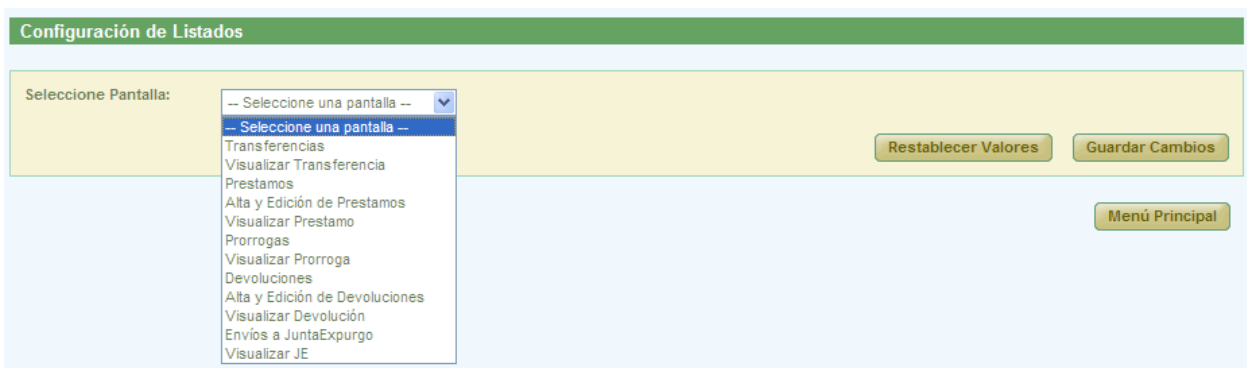 Configuración de Listados
Seleccione Pantalla:
-- Seleccione una pantalla --
-- Seleccione una pantalla --
Transferencias
Visualizar Transferencia
Prestamos
Alta y Edición de Prestamos
Visualizar Prestamo
Prorrogas
Visualizar Prorroga
Devoluciones
Alta y Edición de Devoluciones
Visualizar Devolución
Envíos a JuntaExpurgo
Visualizar JE
Restablecer Valores
Guardar Cambios
Menú Principal